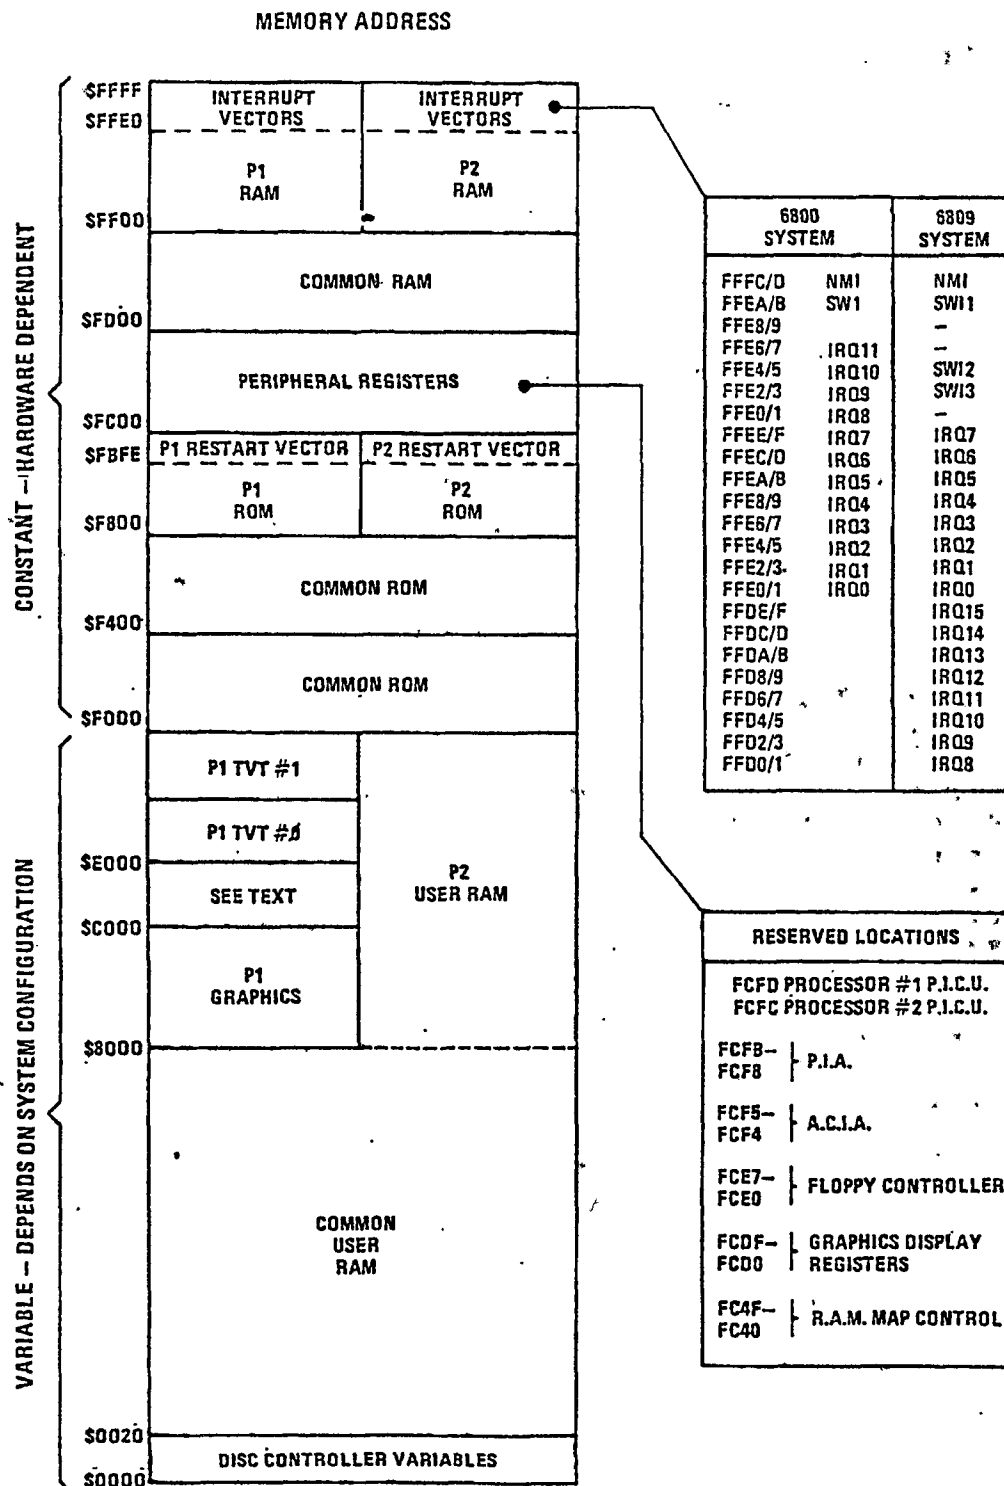 MEMORY ADDRESS
CONSTANT – HARDWARE DEPENDENT
VARIABLE – DEPENDS ON SYSTEM CONFIGURATION
$FFFF
INTERRUPT VECTORS
INTERRUPT VECTORS
$FFE0
P1 RAM
P2 RAM
$FF00
COMMON RAM
$FD00
PERIPHERAL REGISTERS
$FC00
$FBFE
P1 RESTART VECTOR
P2 RESTART VECTOR
P1 ROM
P2 ROM
$F800
COMMON ROM
$F400
COMMON ROM
$F000
P1 TVT #1
P1 TVT #0
$E000
SEE TEXT
$C000
P1 GRAPHICS
P2 USER RAM
$8000
COMMON USER RAM
$0020
DISC CONTROLLER VARIABLES
$0000
6800 SYSTEM 6809 SYSTEM
FFFC/D NMI NMI
FFEA/B SW1 SWI1
FFE8/9 –
FFE6/7 IRQ11 –
FFE4/5 IRQ10 SWI2
FFE2/3 IRQ9 SWI3
FFE0/1 IRQ8 –
FFEE/F IRQ7 IRQ7
FFEC/D IRQ6 IRQ6
FFEA/B IRQ5 IRQ5
FFE8/9 IRQ4 IRQ4
FFE6/7 IRQ3 IRQ3
FFE4/5 IRQ2 IRQ2
FFE2/3 IRQ1 IRQ1
FFE0/1 IRQ0 IRQ0
FFDE/F IRQ15
FFDC/D IRQ14
FFDA/B IRQ13
FFD8/9 IRQ12
FFD6/7 IRQ11
FFD4/5 IRQ10
FFD2/3 IRQ9
FFD0/1 IRQ8
RESERVED LOCATIONS
FCFD PROCESSOR #1 P.I.C.U.
FCFC PROCESSOR #2 P.I.C.U.
FCFB–
FCF8 P.I.A.
FCF5–
FCF4 A.C.I.A.
FCE7–
FCE0 FLOPPY CONTROLLER
FCDF– GRAPHICS DISPLAY
FCD0 REGISTERS
FC4F–
FC40 R.A.M. MAP CONTROL